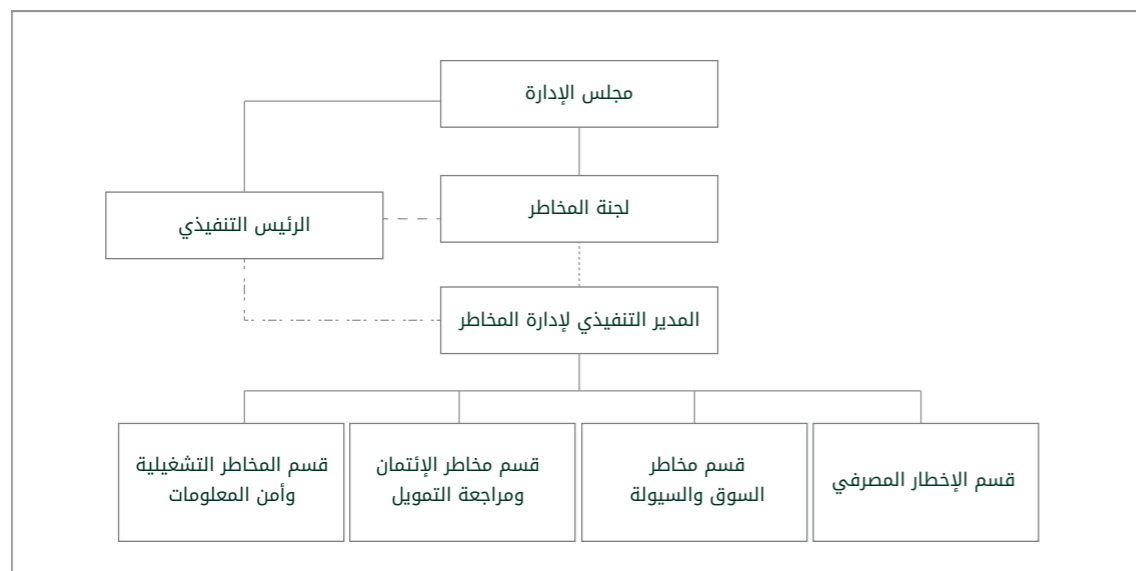 مجلس الإدارة
لجنة المخاطر
الرئيس التنفيذي
المدير التنفيذي لإدارة المخاطر
قسم الإخطار المصرفي
قسم مخاطر
السوق والسيولة
قسم مخاطر الإئتمان
ومراجعة التمويل
قسم المخاطر التشغيلية
وأمن المعلومات